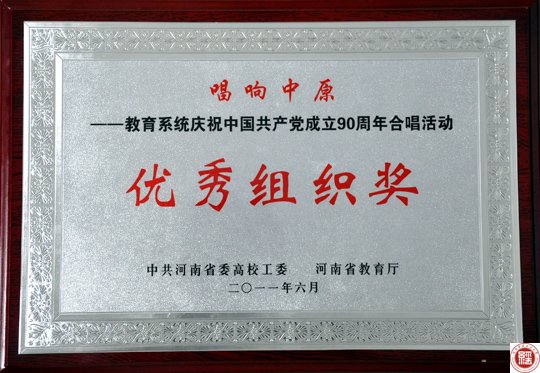 唱响中原
——教育系统庆祝中国共产党成立90周年合唱活动
优秀组织奖
中共河南省委高校工委 河南省教育厅
二〇一一年六月